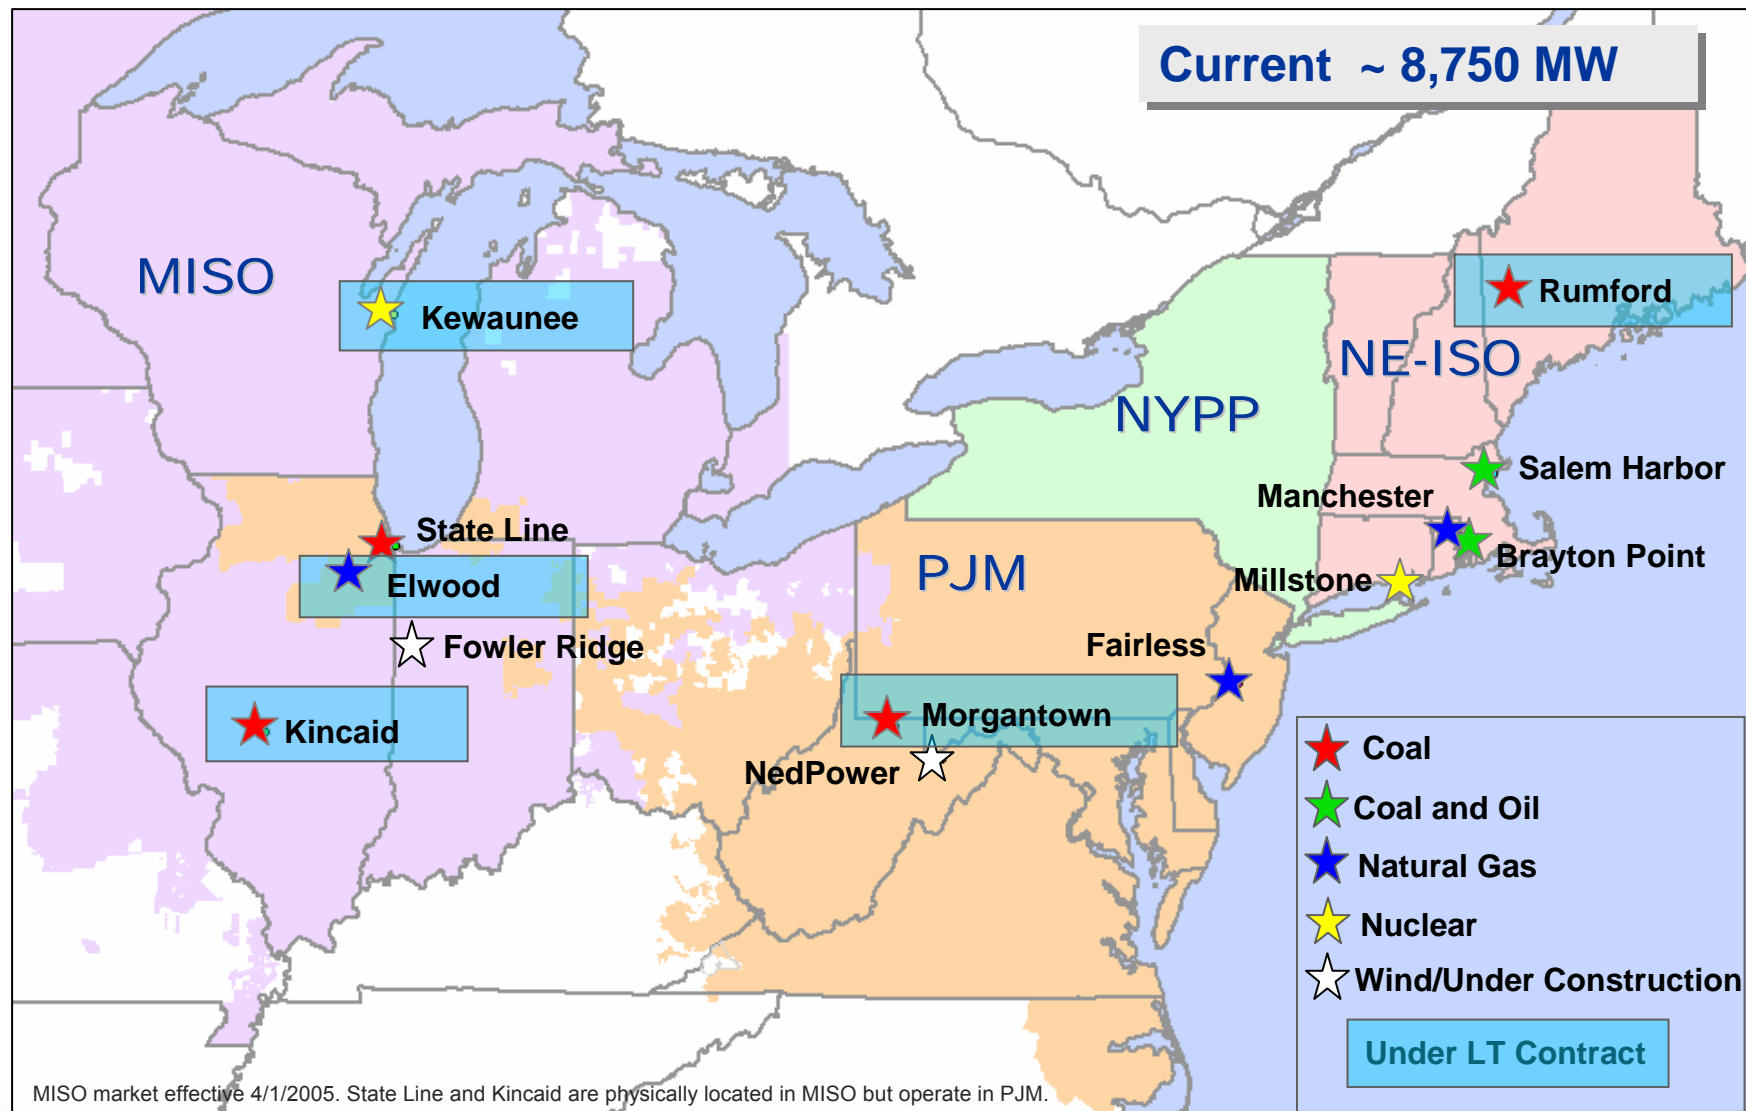 Current ~ 8,750 MW
MISO
Kewaunee
Rumford
NE-ISO
NYPP
Salem Harbor
Manchester
State Line
Brayton Point
PJM
Elwood
Millstone
Fowler Ridge
Fairless
Morgantown
Kincaid
NedPower
Coal
Coal and Oil
Natural Gas
Nuclear
Wind/Under Construction
Under LT Contract
MISO market effective 4/1/2005. State Line and Kincaid are physically located in MISO but operate in PJM.